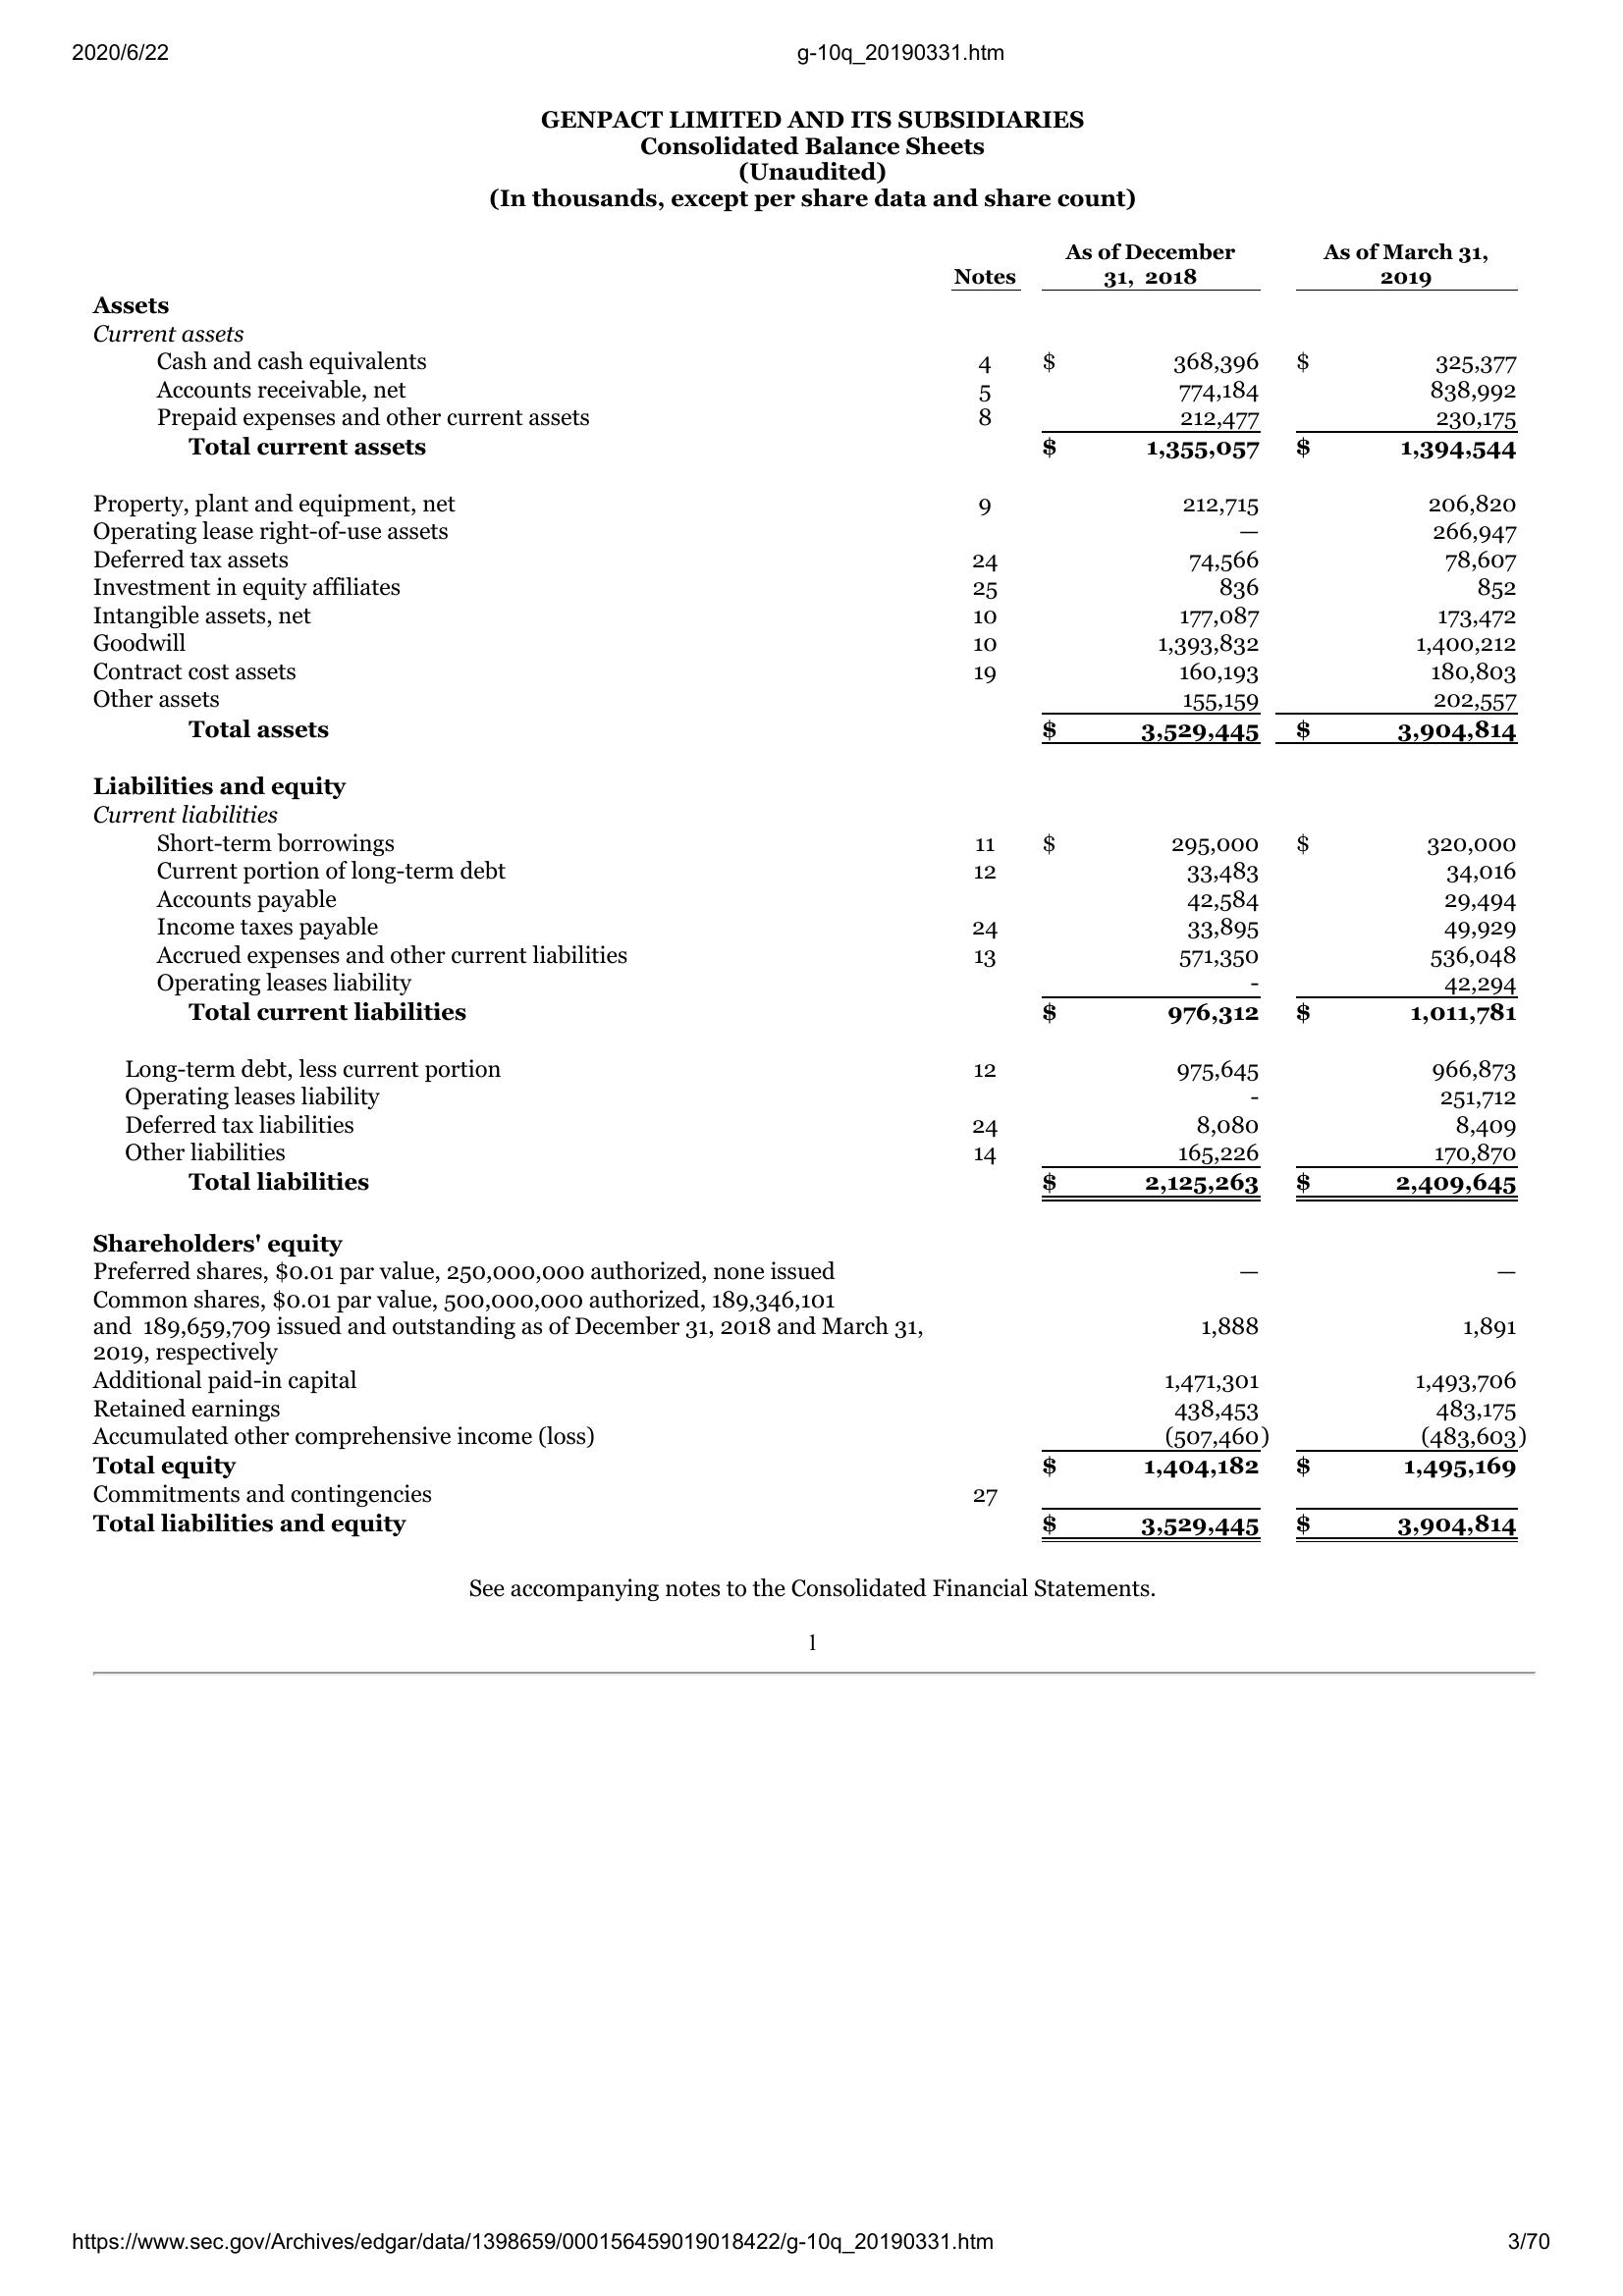 2020/6/22 g-10q_20190331.htm
GENPACT LIMITED AND ITS SUBSIDIARIES
Consolidated Balance Sheets
(Unaudited)
(In thousands, except per share data and share count)
Notes As of December 31, 2018 As of March 31, 2019
Assets
Current assets
Cash and cash equivalents 4 $ 368,396 $ 325,377
Accounts receivable, net 5 774,184 838,992
Prepaid expenses and other current assets 8 212,477 230,175
Total current assets $ 1,355,057 $ 1,394,544
Property, plant and equipment, net 9 212,715 206,820
Operating lease right-of-use assets — 266,947
Deferred tax assets 24 74,566 78,607
Investment in equity affiliates 25 836 852
Intangible assets, net 10 177,087 173,472
Goodwill 10 1,393,832 1,400,212
Contract cost assets 19 160,193 180,803
Other assets 155,159 202,557
Total assets $ 3,529,445 $ 3,904,814
Liabilities and equity
Current liabilities
Short-term borrowings 11 $ 295,000 $ 320,000
Current portion of long-term debt 12 33,483 34,016
Accounts payable 42,584 29,494
Income taxes payable 24 33,895 49,929
Accrued expenses and other current liabilities 13 571,350 536,048
Operating leases liability - 42,294
Total current liabilities $ 976,312 $ 1,011,781
Long-term debt, less current portion 12 975,645 966,873
Operating leases liability - 251,712
Deferred tax liabilities 24 8,080 8,409
Other liabilities 14 165,226 170,870
Total liabilities $ 2,125,263 $ 2,409,645
Shareholders' equity
Preferred shares, $0.01 par value, 250,000,000 authorized, none issued — —
Common shares, $0.01 par value, 500,000,000 authorized, 189,346,101
and 189,659,709 issued and outstanding as of December 31, 2018 and March 31, 1,888 1,891
2019, respectively
Additional paid-in capital 1,471,301 1,493,706
Retained earnings 438,453 483,175
Accumulated other comprehensive income (loss) (507,460) (483,603)
Total equity $ 1,404,182 $ 1,495,169
Commitments and contingencies 27
Total liabilities and equity $ 3,529,445 $ 3,904,814
See accompanying notes to the Consolidated Financial Statements.
1
https://www.sec.gov/Archives/edgar/data/1398659/000156459019018422/g-10q_20190331.htm 3/70